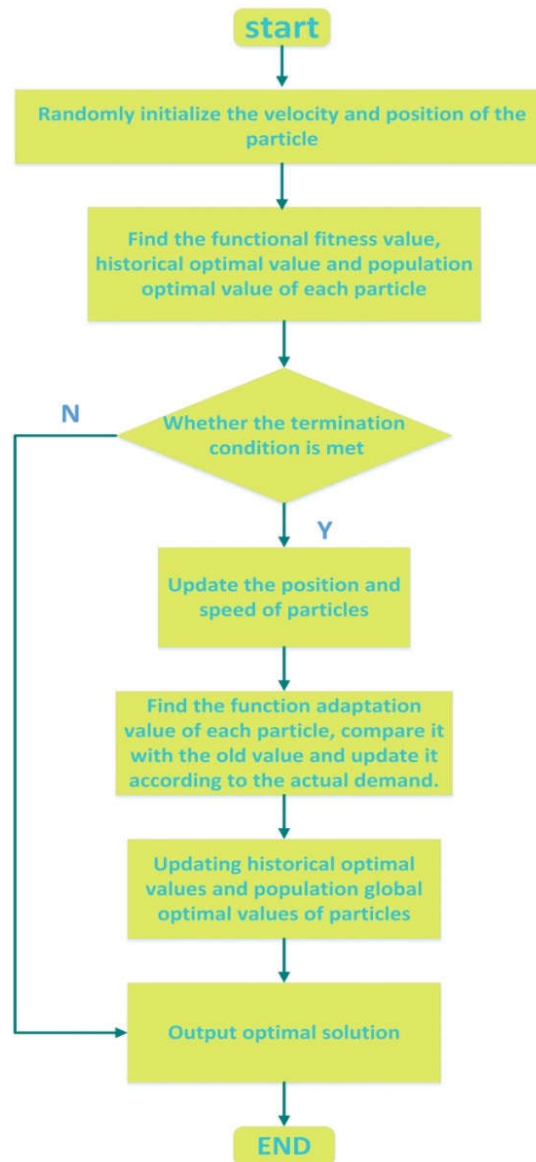 start
Randomly initialize the velocity and position of the
particle
Find the functional fitness value,
historical optimal value and population
optimal value of each particle
N
Whether the termination
condition is met
Y
Update the position and
speed of particles
Find the function adaptation
value of each particle, compare it
with the old value and update it
according to the actual demand.
Updating historical optimal
values and population global
optimal values of particles
Output optimal solution
END